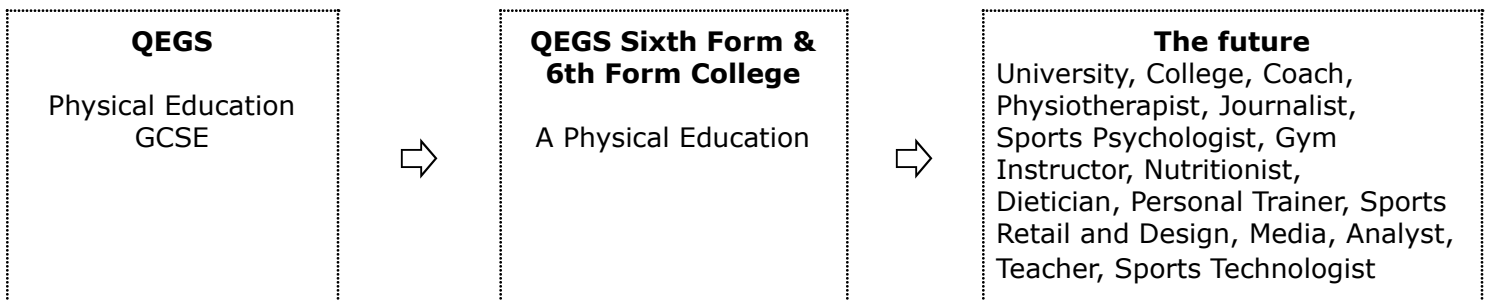 QEGS
Physical Education
GCSE
QEGS Sixth Form &
6th Form College
A Physical Education
The future
University, College, Coach,
Physiotherapist, Journalist,
Sports Psychologist, Gym
Instructor, Nutritionist,
Dietician, Personal Trainer, Sports
Retail and Design, Media, Analyst,
Teacher, Sports Technologist